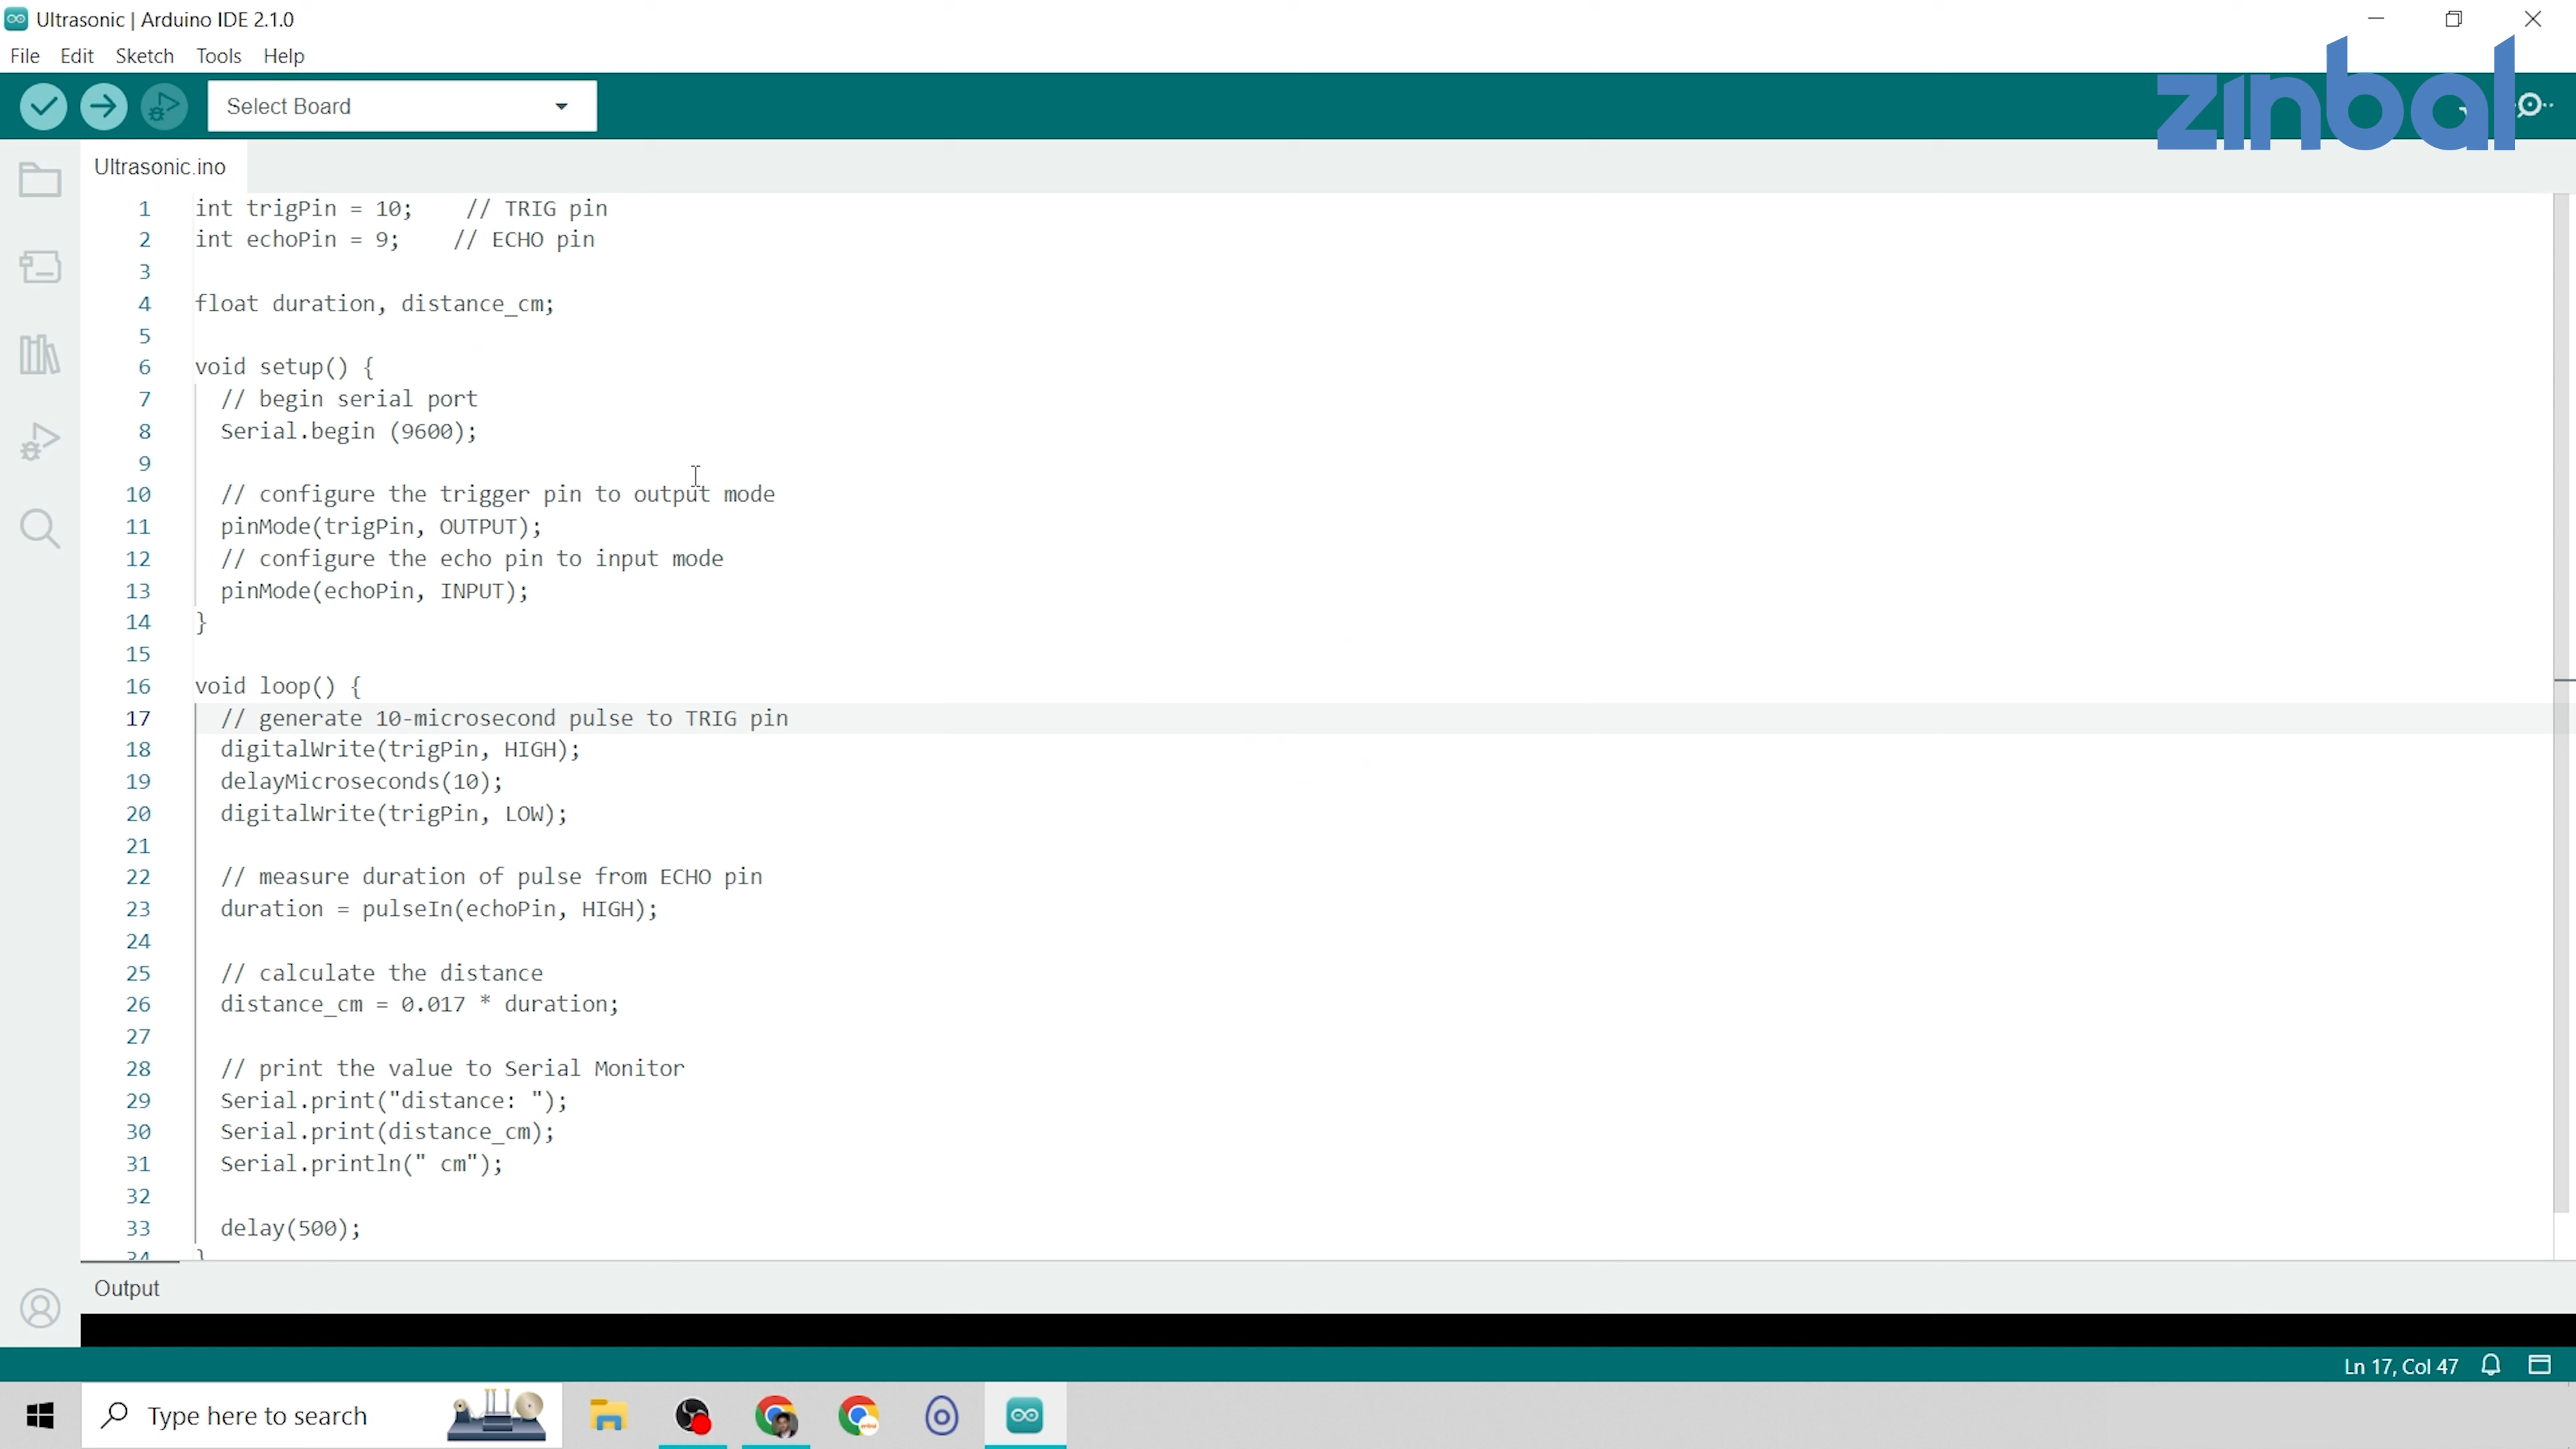 Ultrasonic | Arduino IDE 2.1.0
File Edit Sketch Tools Help
Select Board
zinbal
Ultrasonic.ino
1 int trigPin = 10;    // TRIG pin
2 int echoPin = 9;    // ECHO pin
3
4 float duration, distance_cm;
5
6 void setup() {
7   // begin serial port
8   Serial.begin (9600);
9
10   // configure the trigger pin to output mode
11   pinMode(trigPin, OUTPUT);
12   // configure the echo pin to input mode
13   pinMode(echoPin, INPUT);
14 }
15
16 void loop() {
17   // generate 10-microsecond pulse to TRIG pin
18   digitalWrite(trigPin, HIGH);
19   delayMicroseconds(10);
20   digitalWrite(trigPin, LOW);
21
22   // measure duration of pulse from ECHO pin
23   duration = pulseIn(echoPin, HIGH);
24
25   // calculate the distance
26   distance_cm = 0.017 * duration;
27
28   // print the value to Serial Monitor
29   Serial.print("distance: ");
30   Serial.print(distance_cm);
31   Serial.println(" cm");
32
33   delay(500);
34 }
Output
Ln 17, Col 47
Type here to search